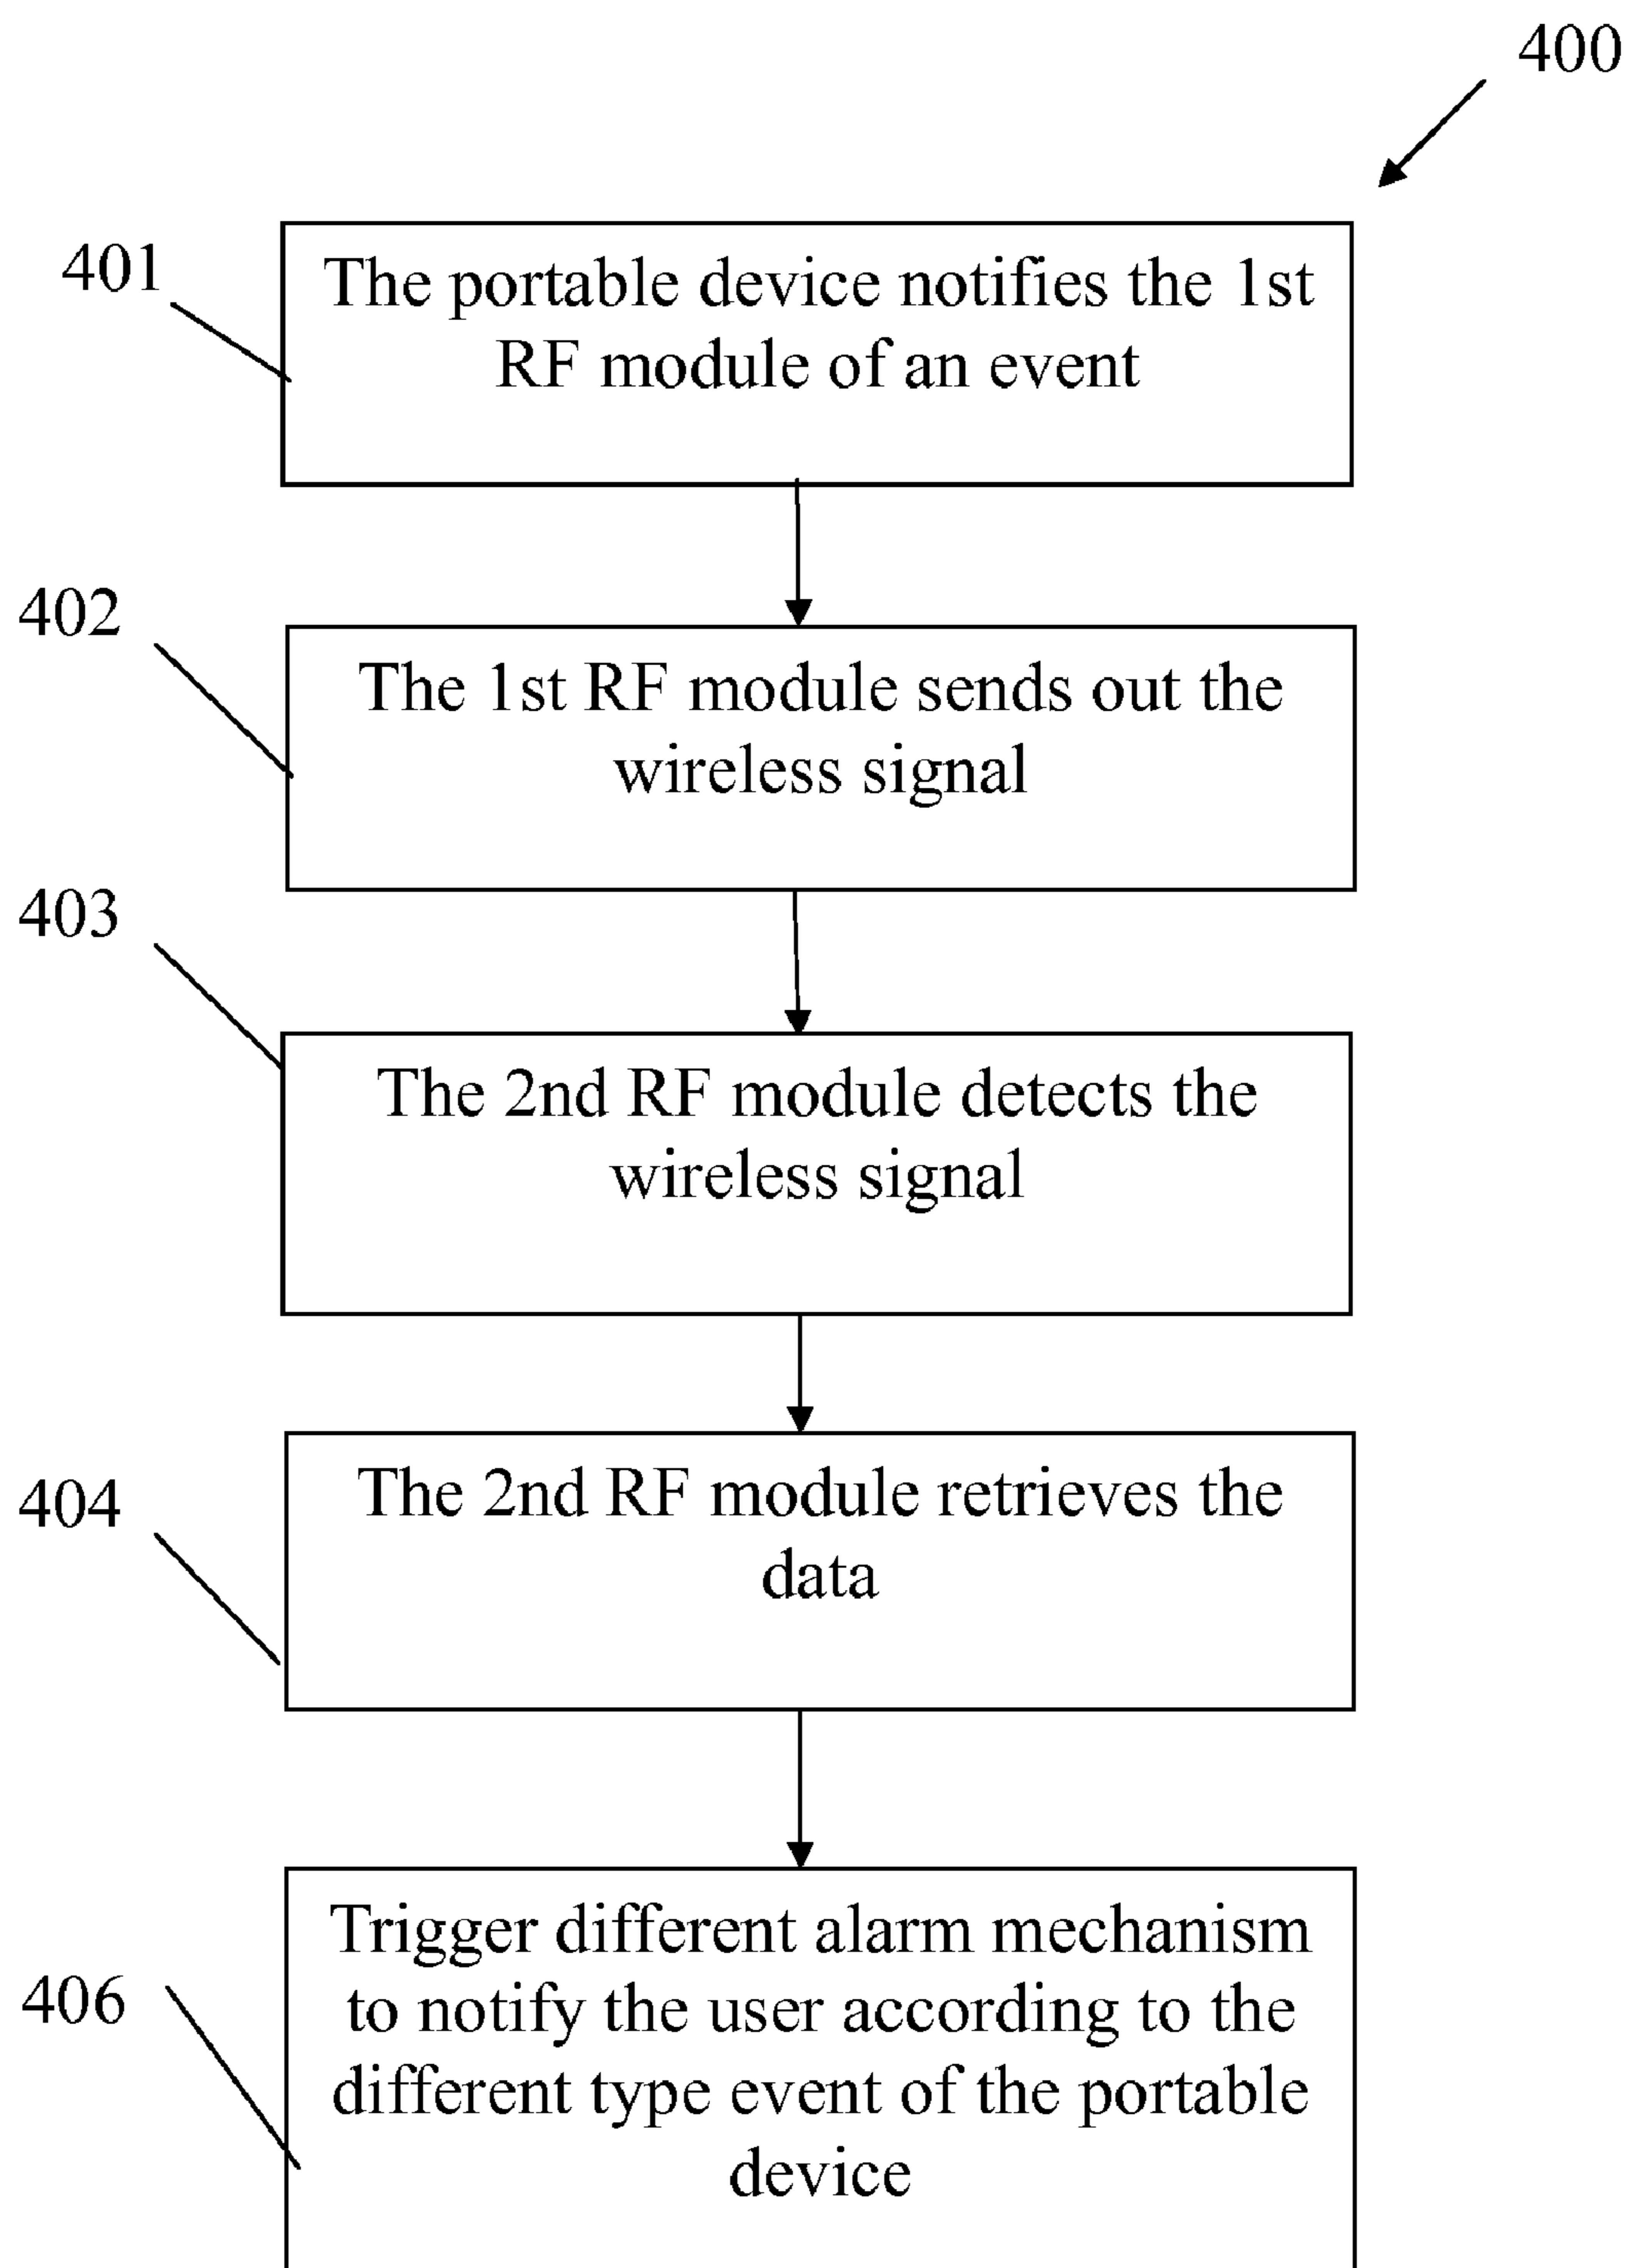 400
401
The portable device notifies the 1st
RF module of an event
402
The 1st RF module sends out the
wireless signal
403
The 2nd RF module detects the
wireless signal
404
The 2nd RF module retrieves the
data
406
Trigger different alarm mechanism
to notify the user according to the
different type event of the portable
device